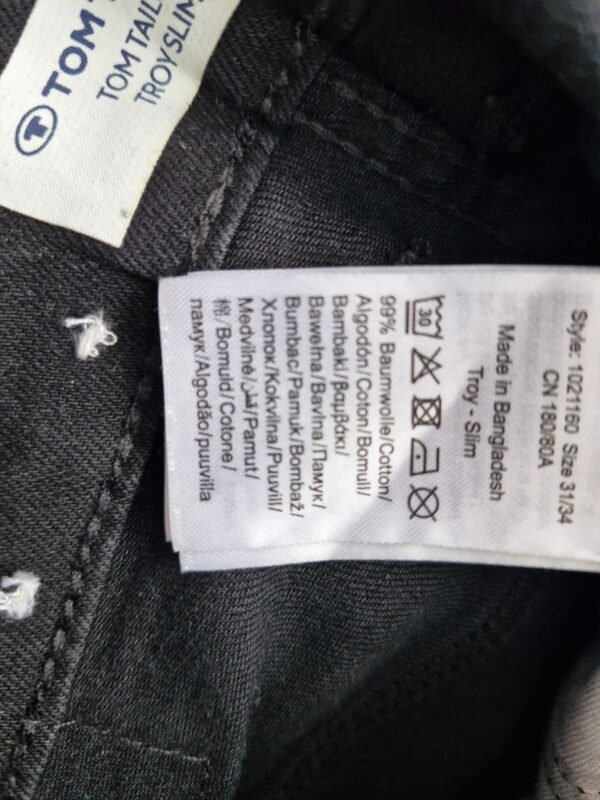 TOM T
TOM TAIL
TROYSLIM
Style: 1021160 Size 31/34
CN 180/80A
Made in Bangladesh
Troy - Slim
30
99% Baumwolle/Cotton/
Algodón/Coton/Bomull/
Bambaki/Βαμβάκι/
Bawełna/Bavlna/Памук/
Bumbac/Pamuk/Bombaž/
Хлопок/Kokvilna/Puuvill/
Medvilnė/قطن/Pamut/
棉/Bomuld/Cotone/
памук/Algodão/puuvilla